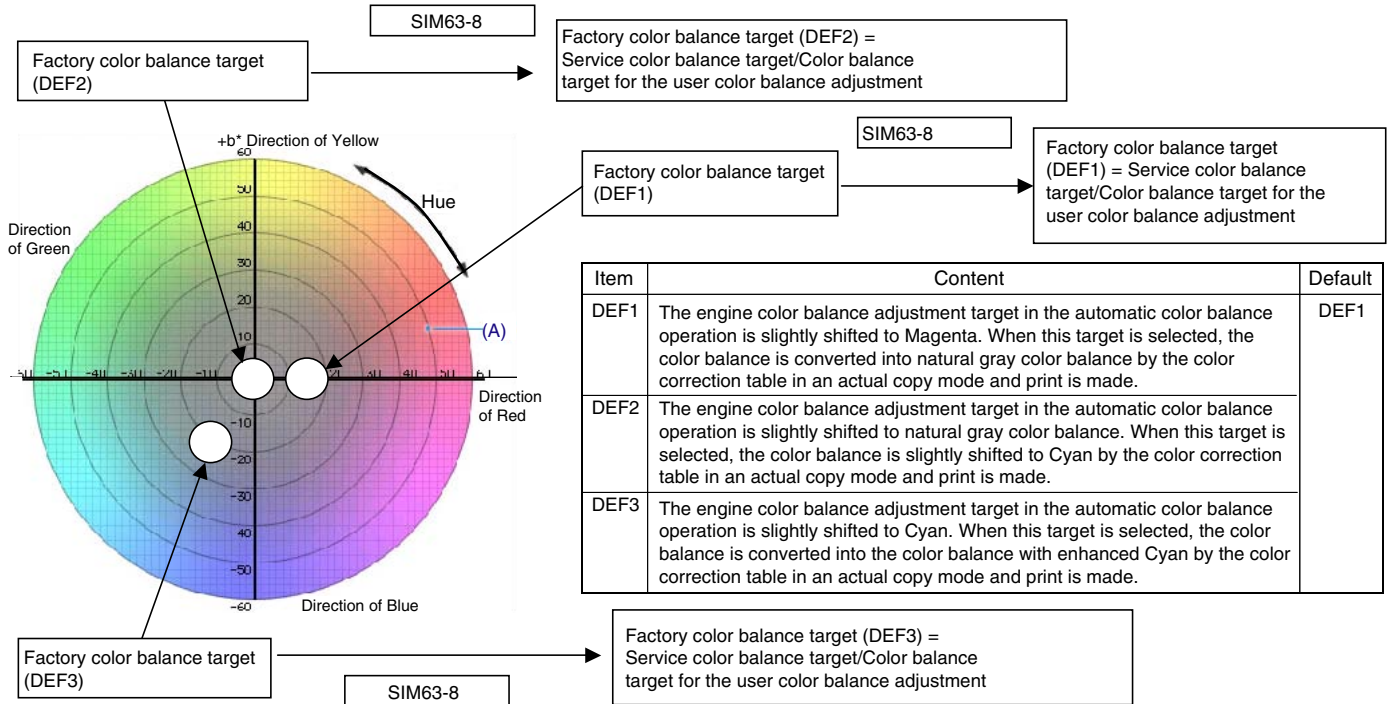 SIM63-8
Factory color balance target
(DEF2)
Factory color balance target (DEF2) =
Service color balance target/Color balance
target for the user color balance adjustment
SIM63-8
Factory color balance target
(DEF1)
Factory color balance target
(DEF1) = Service color balance
target/Color balance target for the
user color balance adjustment
+b* Direction of Yellow
60
50
40
30
20
10
Hue
Direction
of Green
(A)
-51 -41 -31 -10 20 31 41 51 61
Direction
of Red
-10
-20
-30
40
-50
-60
Direction of Blue
Item Content Default
DEF1 The engine color balance adjustment target in the automatic color balance DEF1
operation is slightly shifted to Magenta. When this target is selected, the
color balance is converted into natural gray color balance by the color
correction table in an actual copy mode and print is made.
DEF2 The engine color balance adjustment target in the automatic color balance
operation is slightly shifted to natural gray color balance. When this target is
selected, the color balance is slightly shifted to Cyan by the color correction
table in an actual copy mode and print is made.
DEF3 The engine color balance adjustment target in the automatic color balance
operation is slightly shifted to Cyan. When this target is selected, the color
balance is converted into the color balance with enhanced Cyan by the color
correction table in an actual copy mode and print is made.
Factory color balance target
(DEF3)
SIM63-8
Factory color balance target (DEF3) =
Service color balance target/Color balance
target for the user color balance adjustment